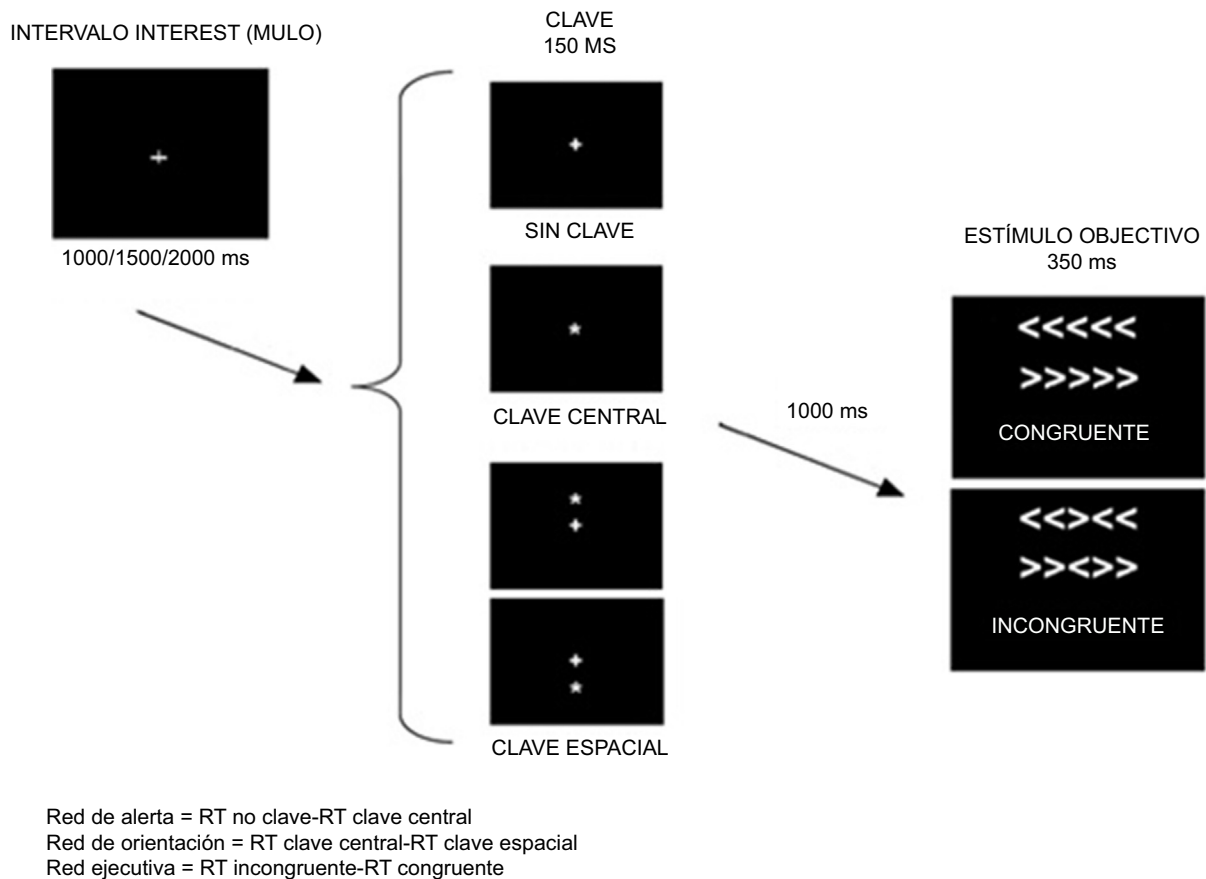 INTERVALO INTEREST (MULO)
1000/1500/2000 ms
CLAVE
150 MS
SIN CLAVE
CLAVE CENTRAL
CLAVE ESPACIAL
1000 ms
ESTÍMULO OBJECTIVO
350 ms
<<<<<
>>>>>
CONGRUENTE
<<><<
>><>>
INCONGRUENTE
Red de alerta = RT no clave-RT clave central
Red de orientación = RT clave central-RT clave espacial
Red ejecutiva = RT incongruente-RT congruente